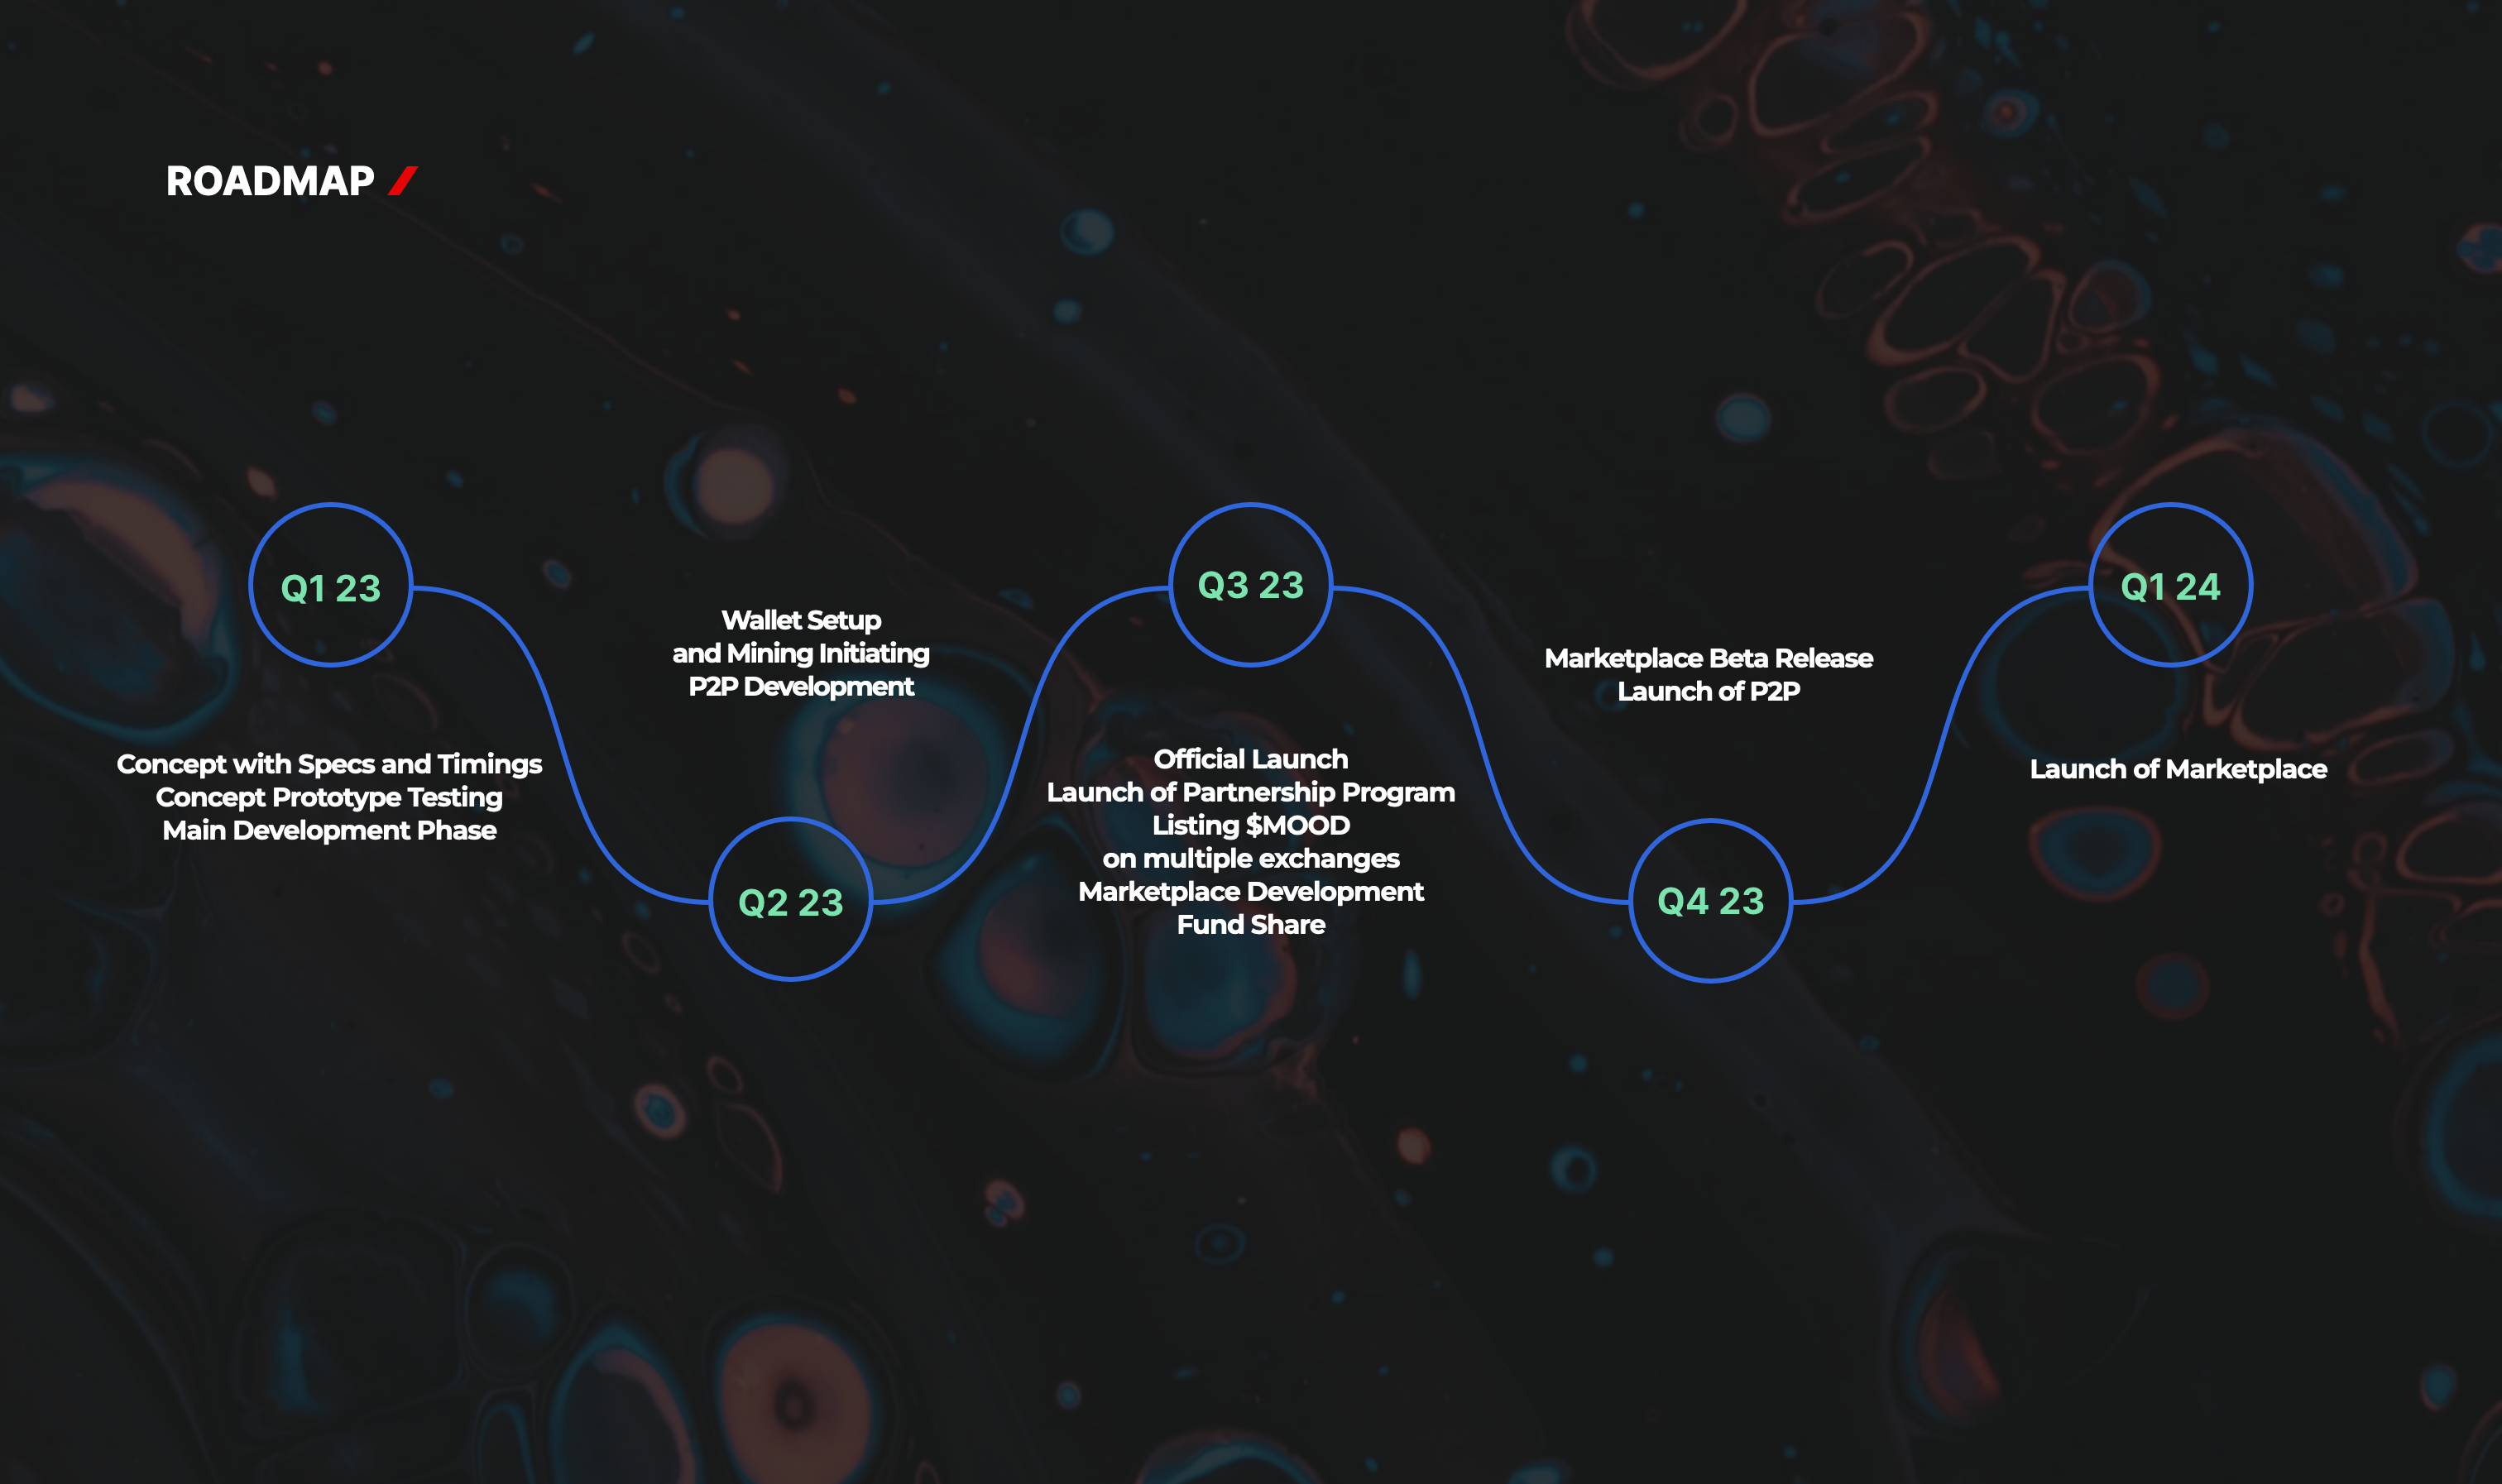 ROADMAP
Q1 23
Concept with Specs and Timings
Concept Prototype Testing
Main Development Phase
Wallet Setup
and Mining Initiating
P2P Development
Q2 23
Q3 23
Official Launch
Launch of Partnership Program
Listing $MOOD
on multiple exchanges
Marketplace Development
Fund Share
Marketplace Beta Release
Launch of P2P
Q4 23
Q1 24
Launch of Marketplace